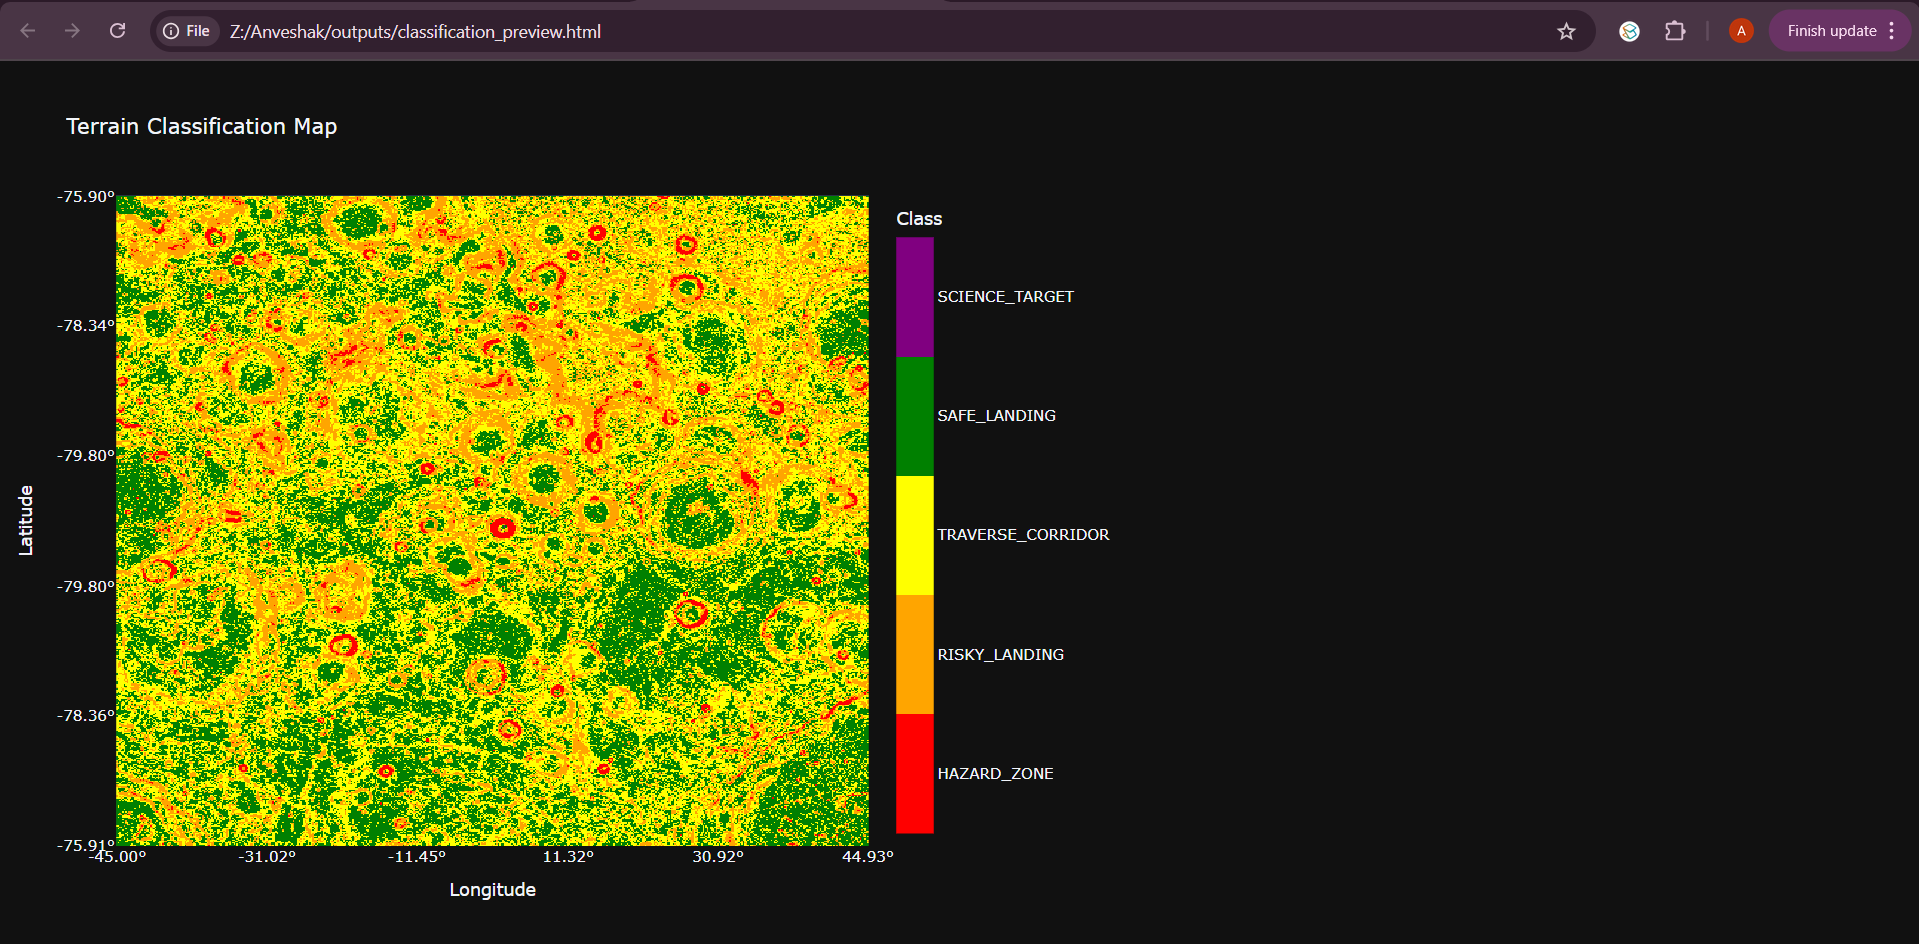 File
Z:/Anveshak/outputs/classification_preview.html
A
Finish update
Terrain Classification Map
-75.90°
-78.34°
-79.80°
-79.80°
-78.36°
-75.91°
Latitude
-45.00°
-31.02°
-11.45°
11.32°
30.92°
44.93°
Longitude
Class
SCIENCE_TARGET
SAFE_LANDING
TRAVERSE_CORRIDOR
RISKY_LANDING
HAZARD_ZONE